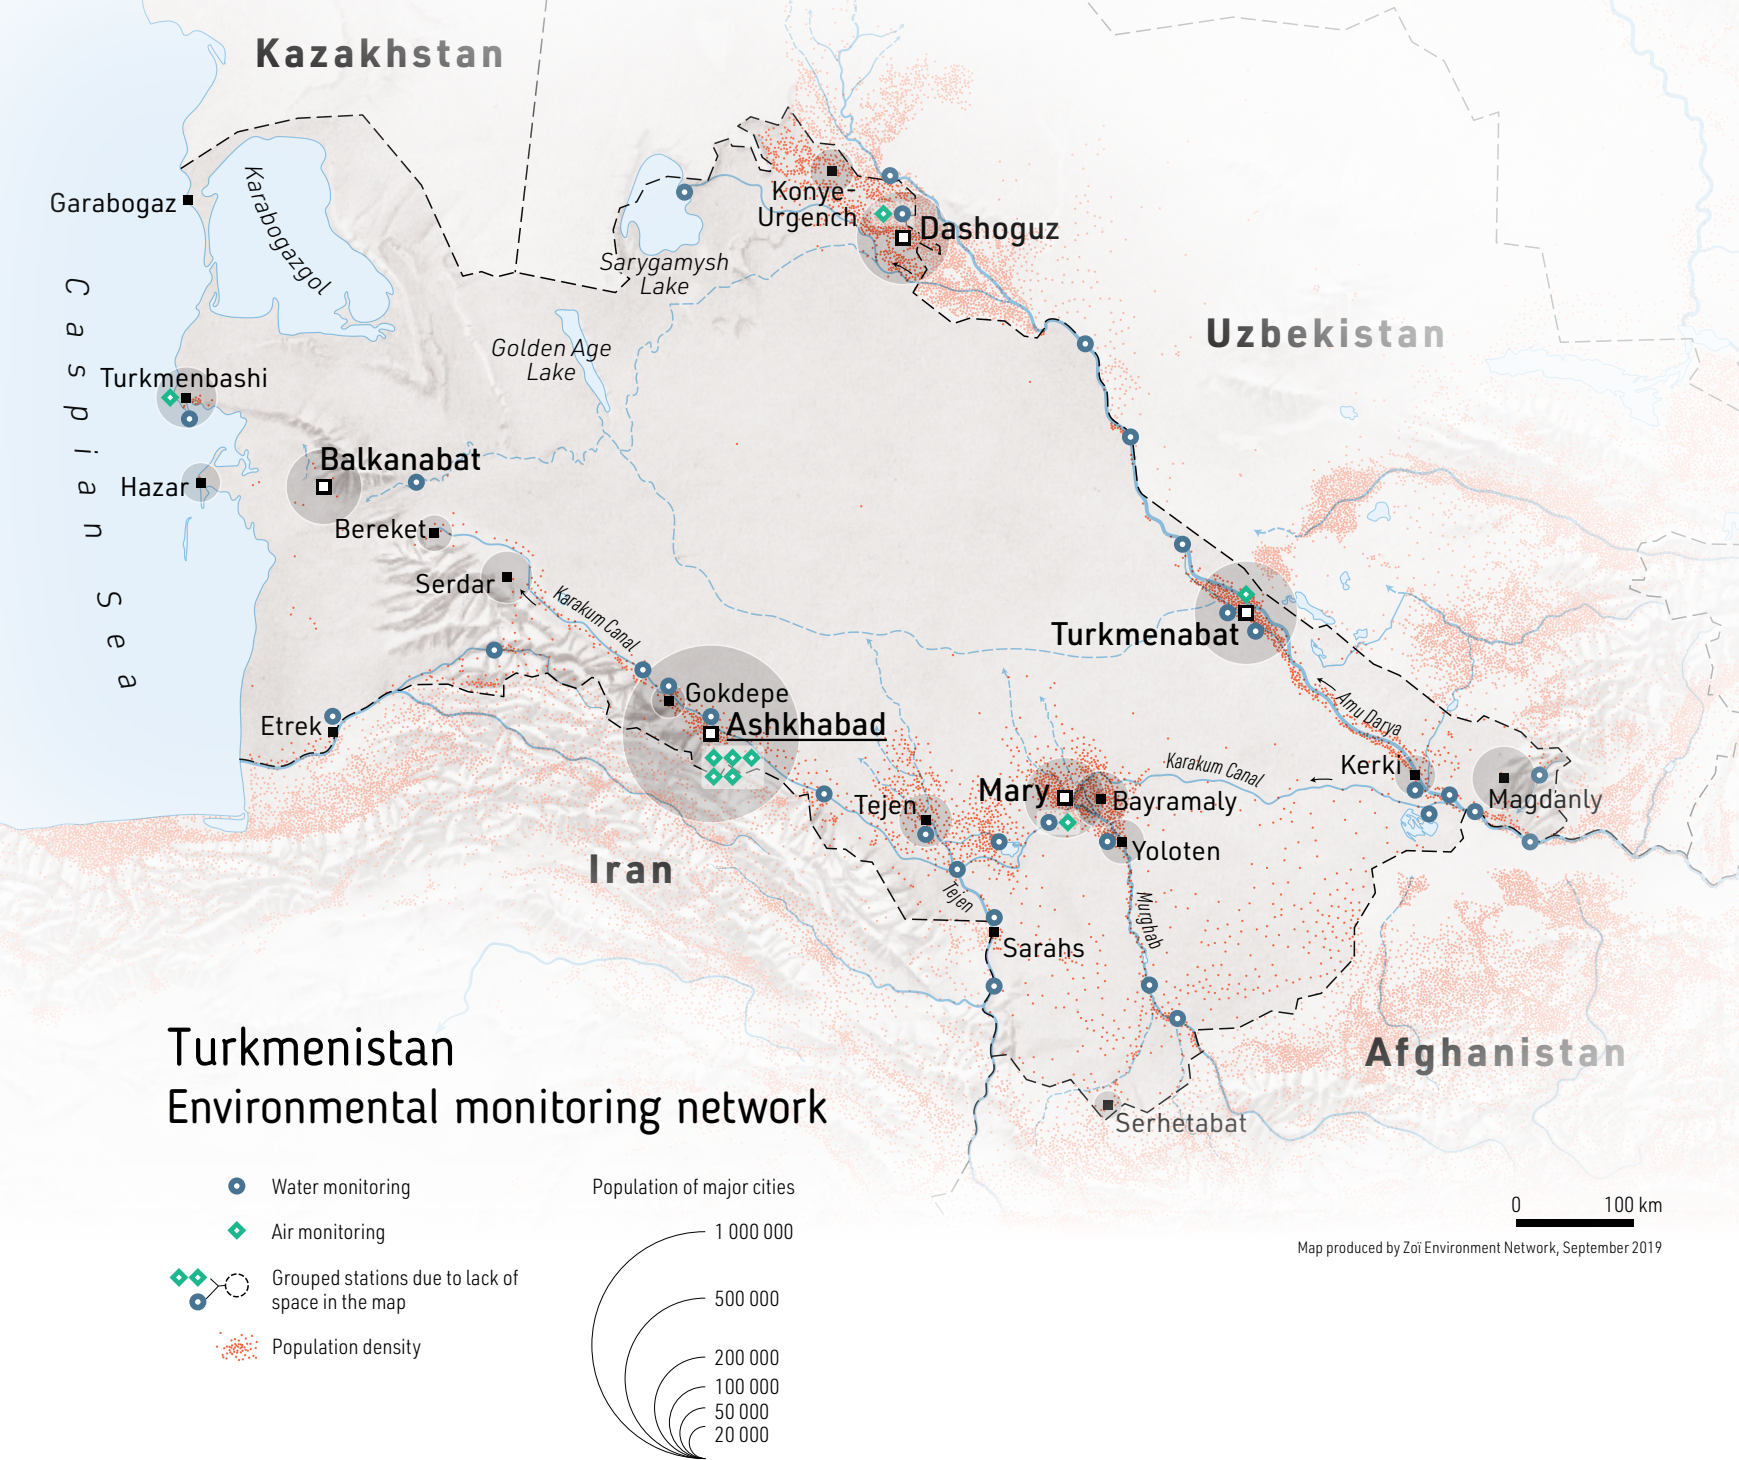 Kazakhstan
Garabogaz
Karabogazgol
Konye-
Urgench
Dashoguz
Sarygamysh
Lake
Uzbekistan
Golden Age
Lake
Caspian Sea
Turkmenbashi
Balkanabat
Hazar
Bereket
Serdar
Karakum Canal
Turkmenabat
Gokdepe
Ashkhabad
Etrek
Amu Darya
Karakum Canal
Kerki
Magdanly
Mary
Bayramaly
Tejen
Yoloten
Iran
Tejen
Murghab
Sarahs
Afghanistan
Serhetabat
Turkmenistan
Environmental monitoring network
Water monitoring
Air monitoring
Grouped stations due to lack of
space in the map
Population density
Population of major cities
1 000 000
500 000
200 000
100 000
50 000
20 000
0 100 km
Map produced by Zoï Environment Network, September 2019